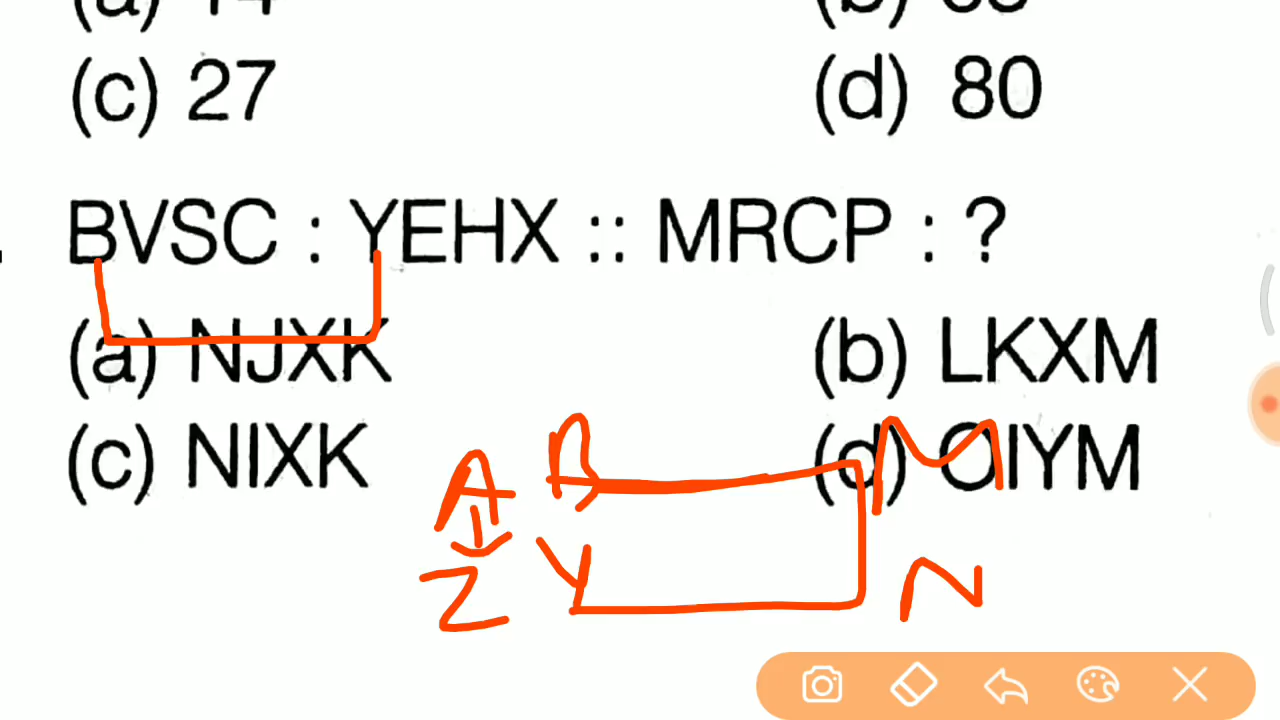 (c) 27 (d) 80
BVSC : YEHX :: MRCP : ?
(a) NJXK (b) LKXM
(c) NIXK (d) OIYM
A B M
Z Y N